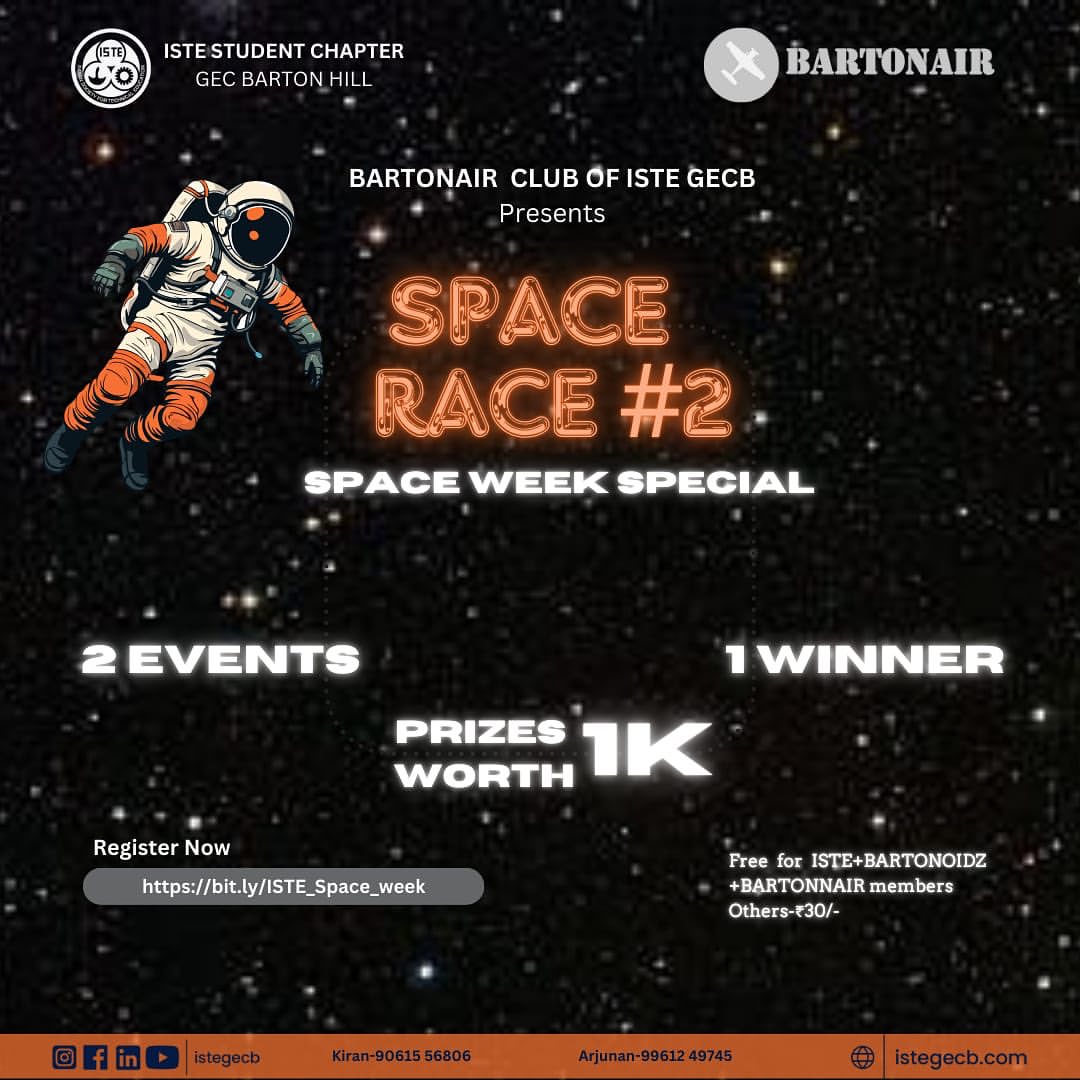 ISTE
ISTE STUDENT CHAPTER
GEC BARTON HILL
BARTONAIR
BARTONAIR CLUB OF ISTE GECB
Presents
SPACE
RACE #2
SPACE WEEK SPECIAL
2 EVENTS
1 WINNER
PRIZES
WORTH 1K
Register Now
https://bit.ly/ISTE_Space_week
Free for ISTE+BARTONOIDZ
+BARTONNAIR members
Others-₹30/-
istegecb
Kiran-90615 56806
Arjunan-99612 49745
istegecb.com